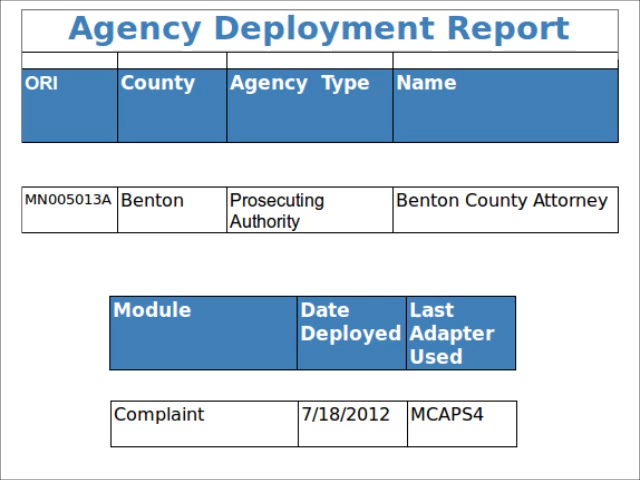 Agency Deployment Report
ORI County Agency Type Name
MN005013A Benton Prosecuting Authority Benton County Attorney
Module Date Deployed Last Adapter Used
Complaint 7/18/2012 MCAPS4